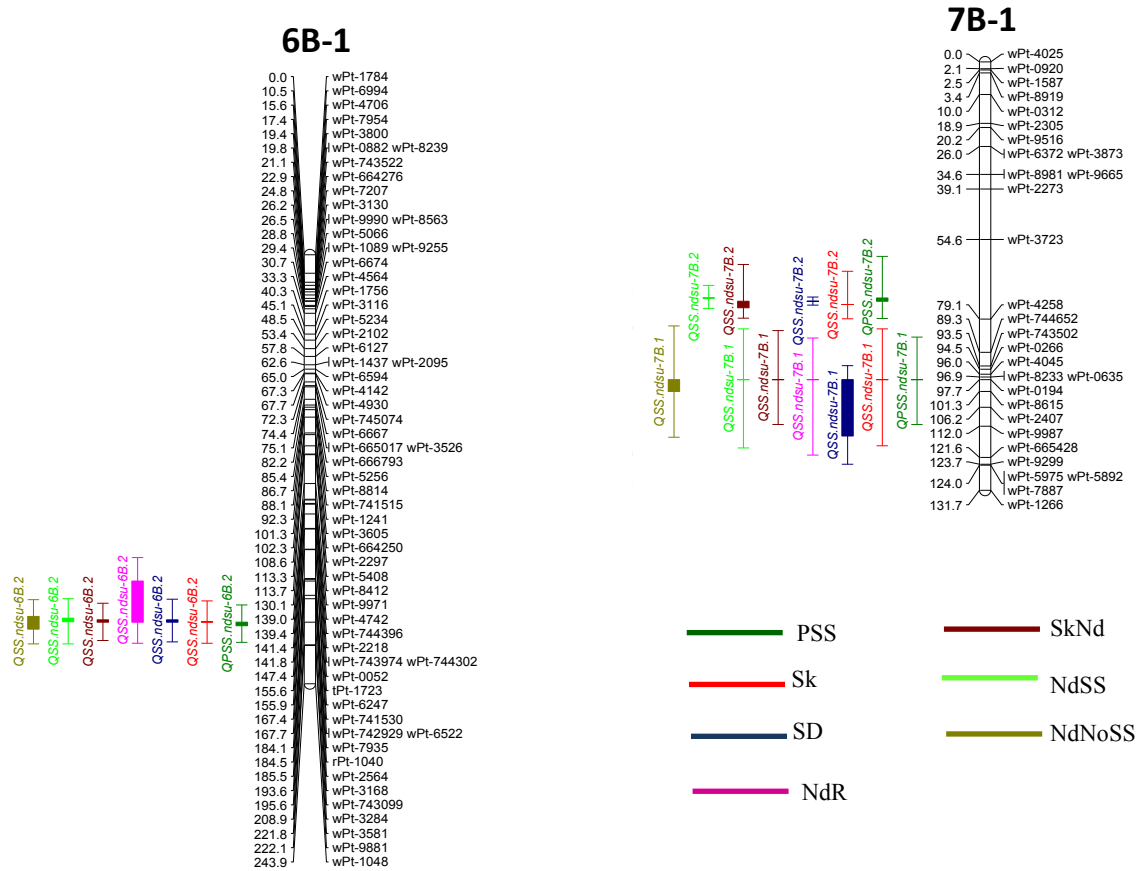 6B-1
0.0 wPt-1784
10.5 wPt-6994
15.6 wPt-4706
17.4 wPt-7954
19.4 wPt-3800
19.8 wPt-0882 wPt-8239
21.1 wPt-743522
22.9 wPt-664276
24.8 wPt-7207
26.2 wPt-3130
26.5 wPt-9990 wPt-8563
28.8 wPt-5066
29.4 wPt-1089 wPt-9255
30.7 wPt-6674
33.3 wPt-4564
40.3 wPt-1756
45.1 wPt-3116
48.5 wPt-5234
53.4 wPt-2102
57.8 wPt-6127
62.6 wPt-1437 wPt-2095
65.0 wPt-6594
67.3 wPt-4142
67.7 wPt-4930
72.3 wPt-745074
74.4 wPt-6667
75.1 wPt-665017 wPt-3526
82.2 wPt-666793
85.4 wPt-5256
86.7 wPt-8814
88.1 wPt-741515
92.3 wPt-1241
101.3 wPt-3605
102.3 wPt-664250
108.6 wPt-2297
113.3 wPt-5408
113.7 wPt-8412
130.1 wPt-9971
139.0 wPt-4742
139.4 wPt-744396
141.4 wPt-2218
141.8 wPt-743974 wPt-744302
147.4 wPt-0052
155.6 tPt-1723
155.9 wPt-6247
167.4 wPt-741530
167.7 wPt-742929 wPt-6522
184.1 wPt-7935
184.5 rPt-1040
185.5 wPt-2564
193.6 wPt-3168
195.6 wPt-743099
208.9 wPt-3284
221.8 wPt-3581
222.1 wPt-9881
243.9 wPt-1048
QSS.ndsu-6B.2
QSS.ndsu-6B.2
QSS.ndsu-6B.2
QSS.ndsu-6B.2
QSS.ndsu-6B.2
QSS.ndsu-6B.2
QPSS.ndsu-6B.2
7B-1
0.0 wPt-4025
2.1 wPt-0920
2.5 wPt-1587
3.4 wPt-8919
10.0 wPt-0312
18.9 wPt-2305
20.2 wPt-9516
26.0 wPt-6372 wPt-3873
34.6 wPt-8981 wPt-9665
39.1 wPt-2273
54.6 wPt-3723
79.1 wPt-4258
89.3 wPt-744652
93.5 wPt-743502
94.5 wPt-0266
96.0 wPt-4045
96.9 wPt-8233 wPt-0635
97.7 wPt-0194
101.3 wPt-8615
106.2 wPt-2407
112.0 wPt-9987
121.6 wPt-665428
123.7 wPt-9299
124.0 wPt-5975 wPt-5892
wPt-7887
131.7 wPt-1266
QSS.ndsu-7B.2
QSS.ndsu-7B.2
QSS.ndsu-7B.2
QSS.ndsu-7B.2
QPSS.ndsu-7B.2
QSS.ndsu-7B.1
QSS.ndsu-7B.1
QSS.ndsu-7B.1
QSS.ndsu-7B.1
QSS.ndsu-7B.1
QSS.ndsu-7B.1
QPSS.ndsu-7B.1
PSS
SkNd
Sk
NdSS
SD
NdNoSS
NdR